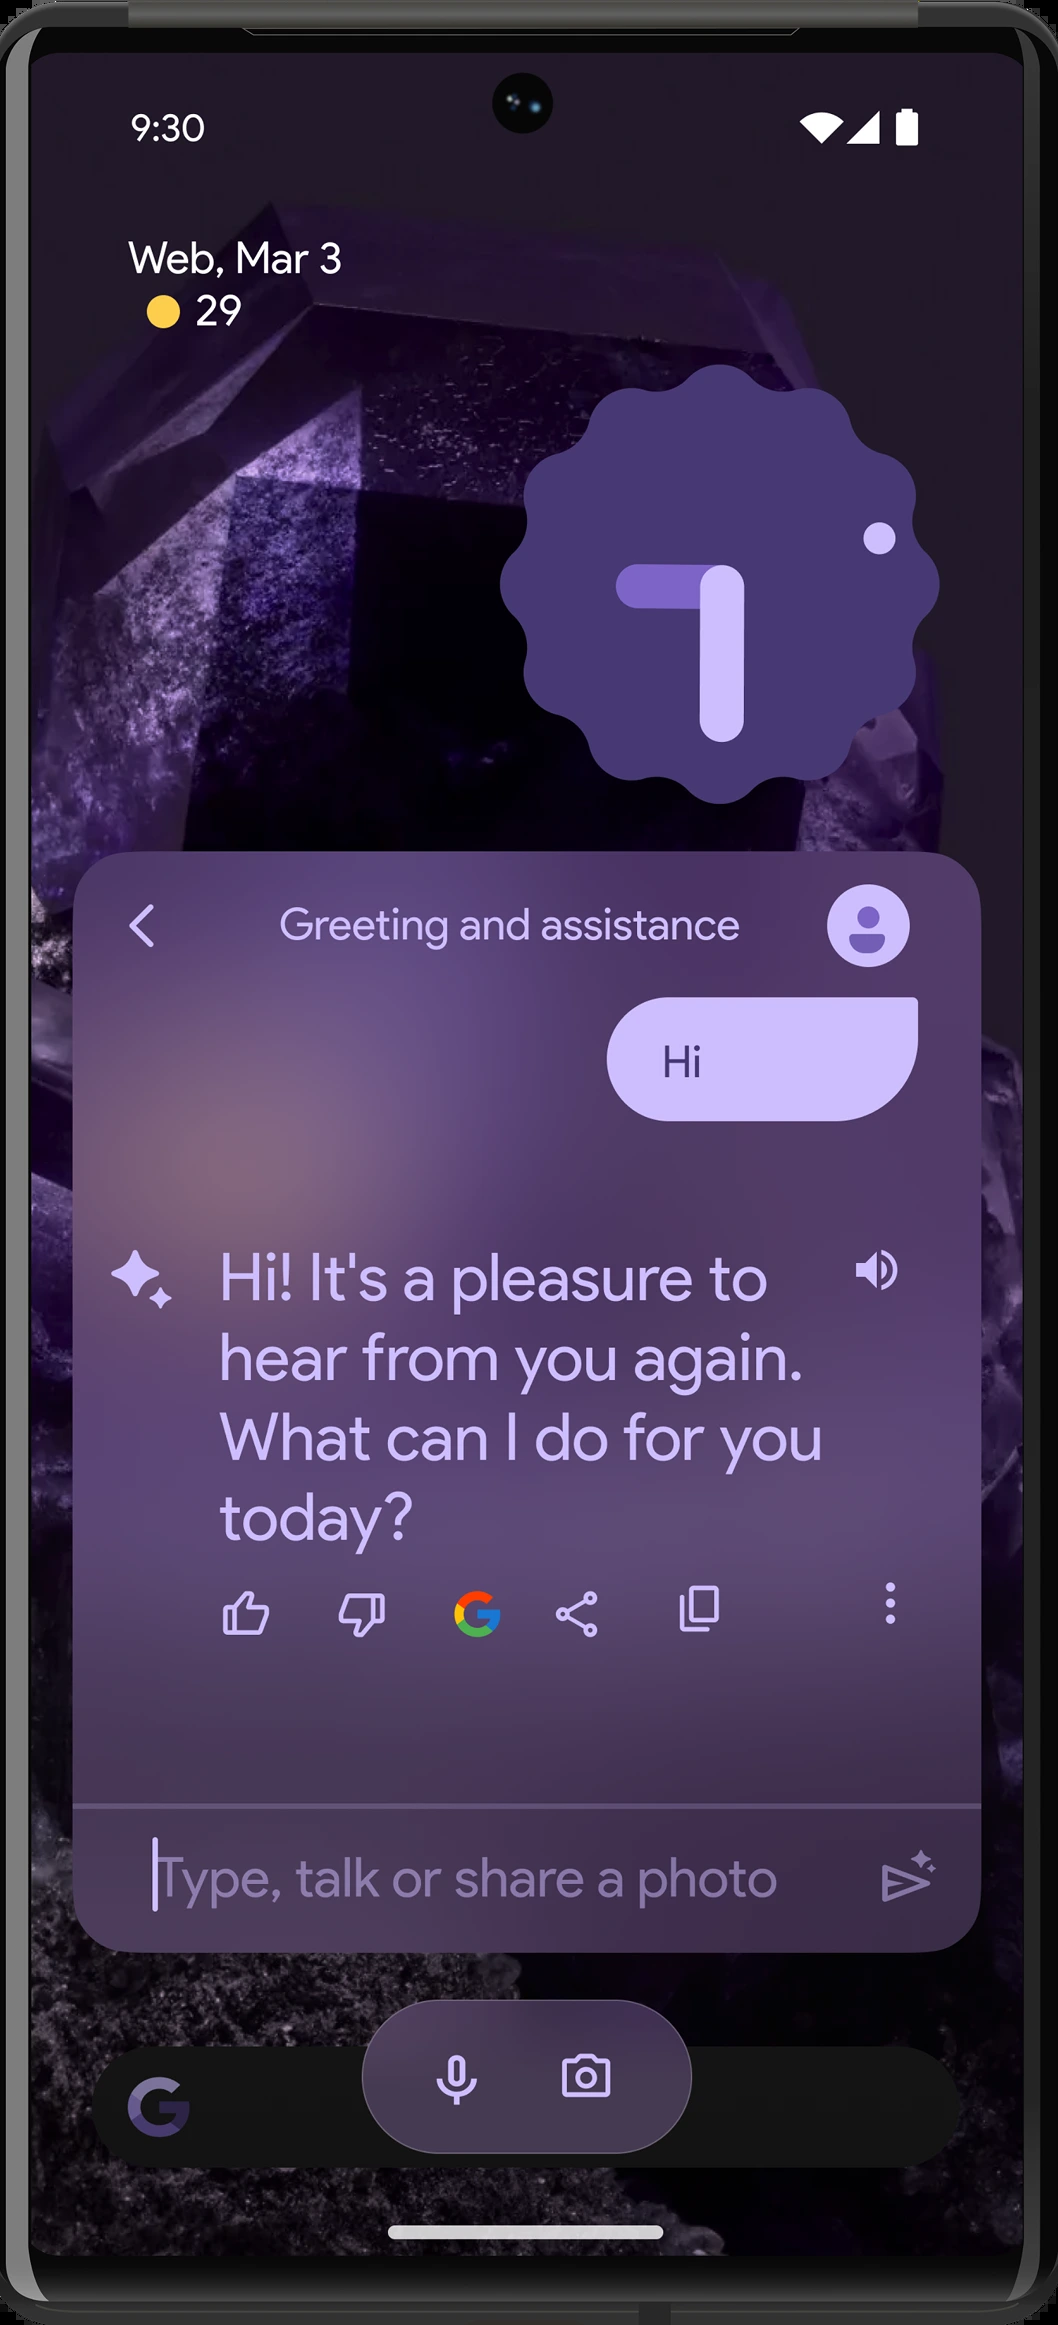 9:30
Web, Mar 3
29
Greeting and assistance
Hi
Hi! It's a pleasure to
hear from you again.
What can I do for you
today?
Type, talk or share a photo